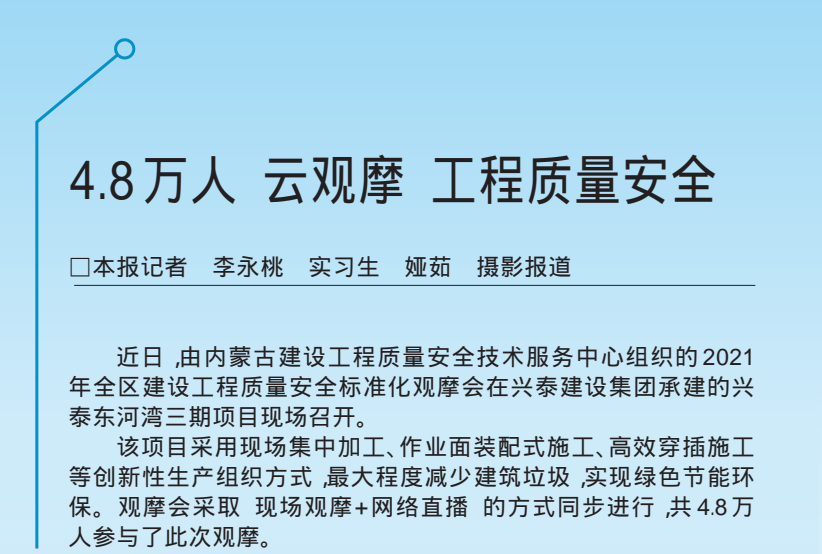 4.8万人 云观摩 工程质量安全
□本报记者 李永桃 实习生 娅茹 摄影报道
近日,由内蒙古建设工程质量安全技术服务中心组织的2021
年全区建设工程质量安全标准化观摩会在兴泰建设集团承建的兴
泰东河湾三期项目现场召开。
该项目采用现场集中加工、作业面装配式施工、高效穿插施工
等创新性生产组织方式,最大程度减少建筑垃圾,实现绿色节能环
保。观摩会采取 现场观摩+网络直播 的方式同步进行,共4.8万
人参与了此次观摩。